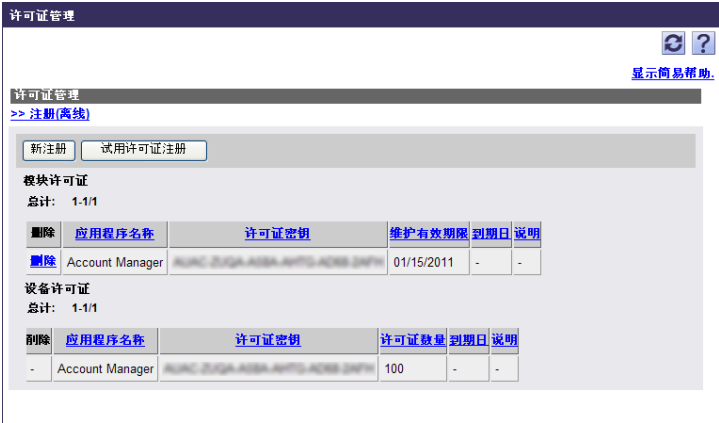 许可证管理
?
显示简易帮助.
许可证管理
>> 注册(离线)
新注册 试用许可证注册
模块许可证
总计: 1-1/1
删除 应用程序名称 许可证密钥 维护有效期限 到期日 说明
删除 Account Manager 01/15/2011 - -
设备许可证
总计: 1-1/1
削除 应用程序名称 许可证密钥 许可证数量 到期日 说明
- Account Manager 100 - -